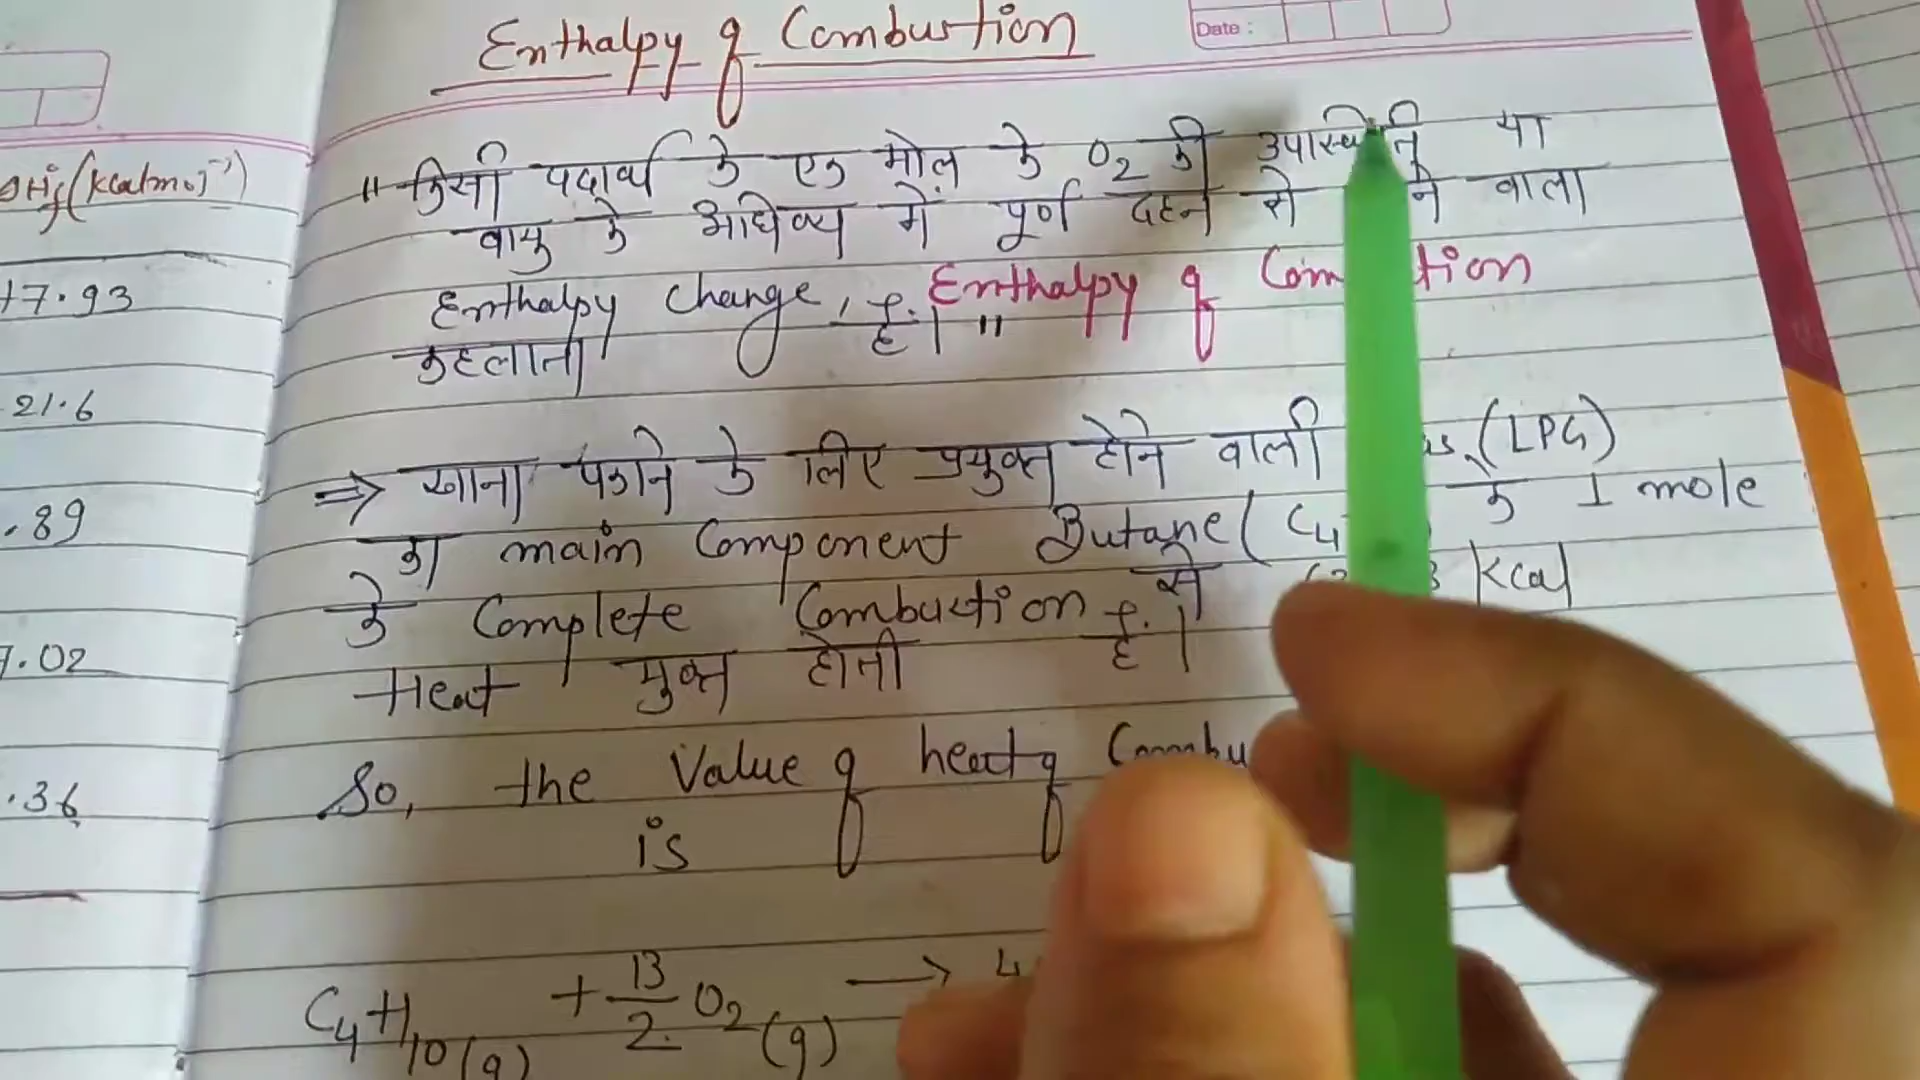 Enthalpy of Combustion
Date :
" किसी पदार्थ के एक मोल के O2 की उपस्थिति या
वायु के आधिक्य में पूर्ण दहन से वाला
Enthalpy change, Enthalpy of
कहलाता है। "
⇒ खाना पकाने के लिए प्रयुक्त होने वाली (LPG)
का main Component Butane ( C4 के 1 mole
के Complete Combustion से Kcal
Heat मुक्त होती है।
So, the Value of heat of
is
C4H10(g) + 13/2 O2(g) → 4
ΔH°f(Kcalmol⁻¹)
17.93
21.6
.89
7.02
.36